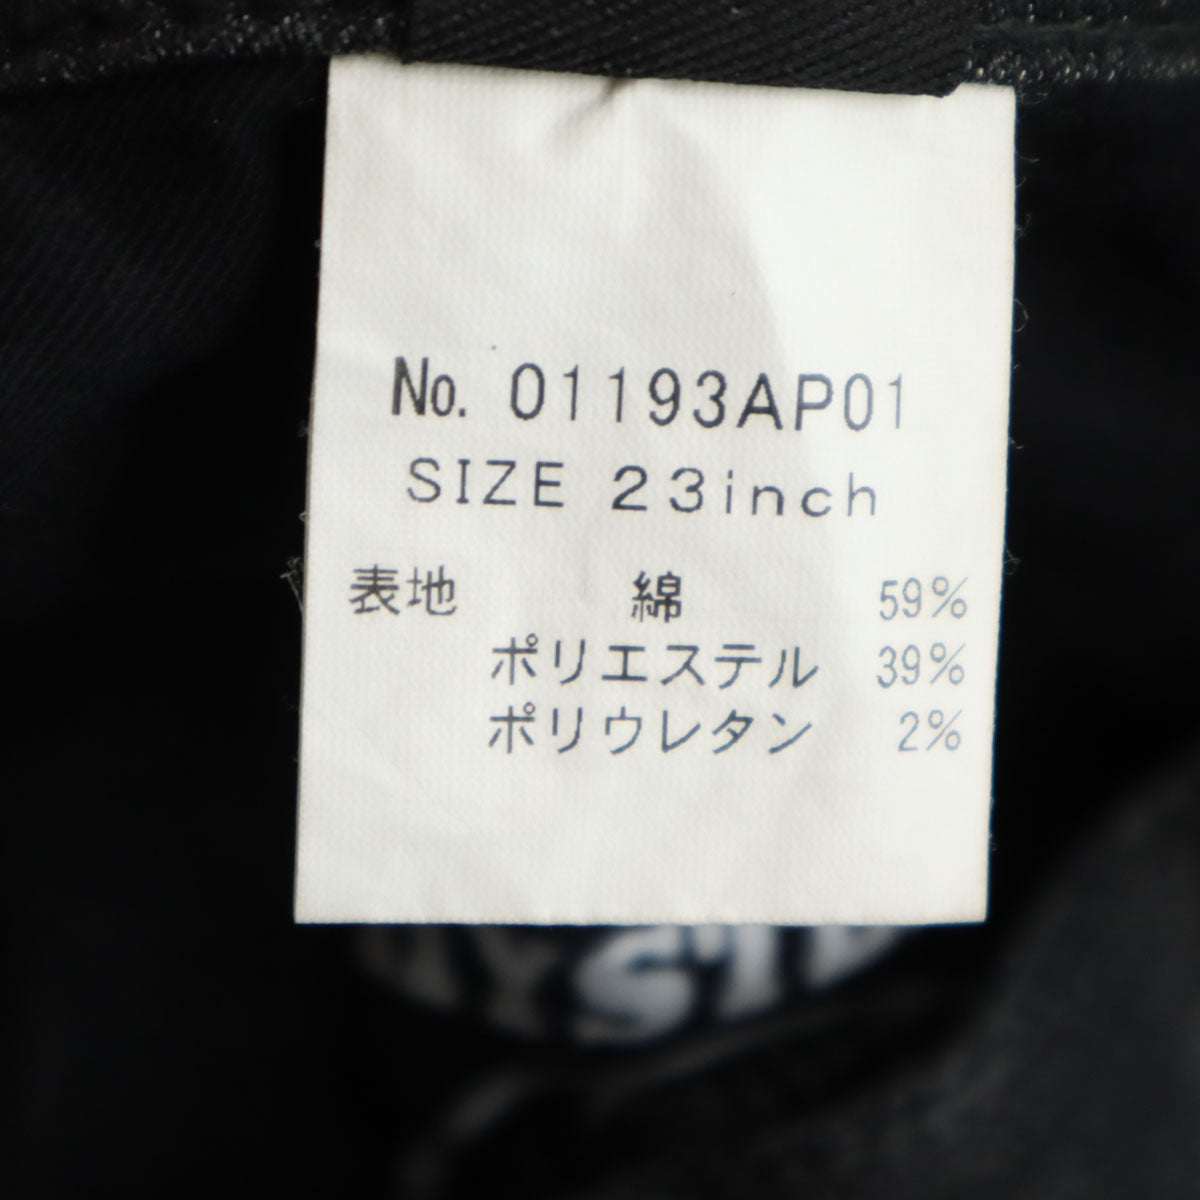 No. 01193AP01
SIZE 23inch
表地 綿 59%
ポリエステル 39%
ポリウレタン 2%